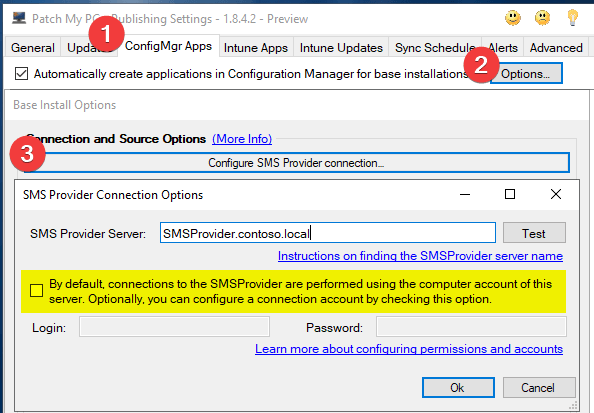 Patch My PC Publishing Settings - 1.8.4.2 - Preview
1
General Updates ConfigMgr Apps Intune Apps Intune Updates Sync Schedule Alerts Advanced
2
Automatically create applications in Configuration Manager for base installations Options...
Base Install Options
Connection and Source Options (More Info)
3
Configure SMS Provider connection...
SMS Provider Connection Options
SMS Provider Server: SMSProvider.contoso.local Test
Instructions on finding the SMSProvider server name
By default, connections to the SMSProvider are performed using the computer account of this
server. Optionally, you can configure a connection account by checking this option.
Login: Password:
Learn more about configuring permissions and accounts
Ok Cancel